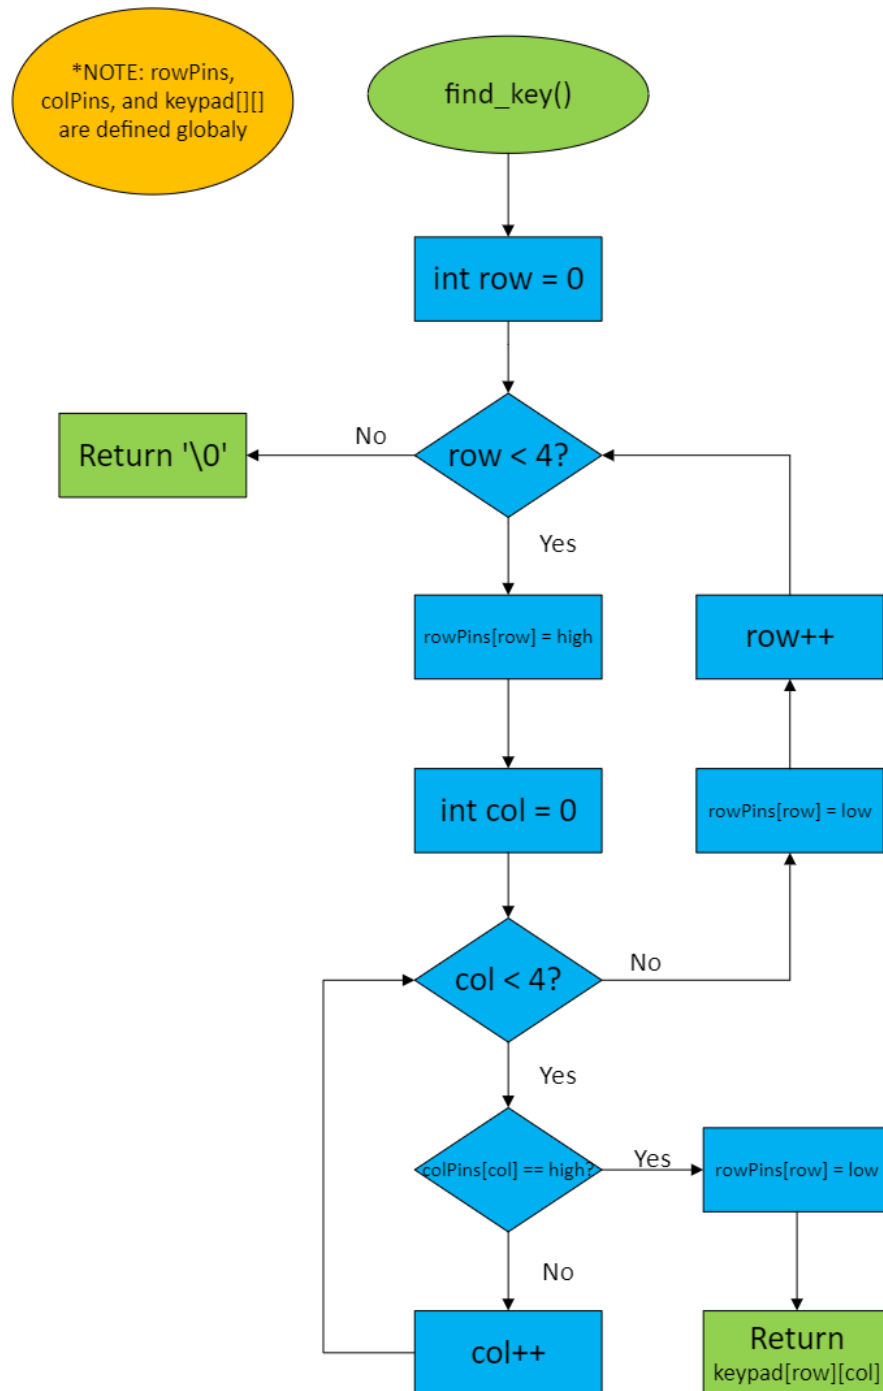 *NOTE: rowPins,
colPins, and keypad[][]
are defined globaly
find_key()
int row = 0
row < 4?
No
Return '\0'
Yes
rowPins[row] = high
row++
int col = 0
rowPins[row] = low
col < 4?
No
Yes
colPins[col] == high?
Yes
rowPins[row] = low
No
col++
Return
keypad[row][col]